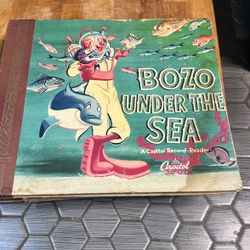 BOZO
UNDER THE
SEA
A Capitol Record-Reader
Capitol